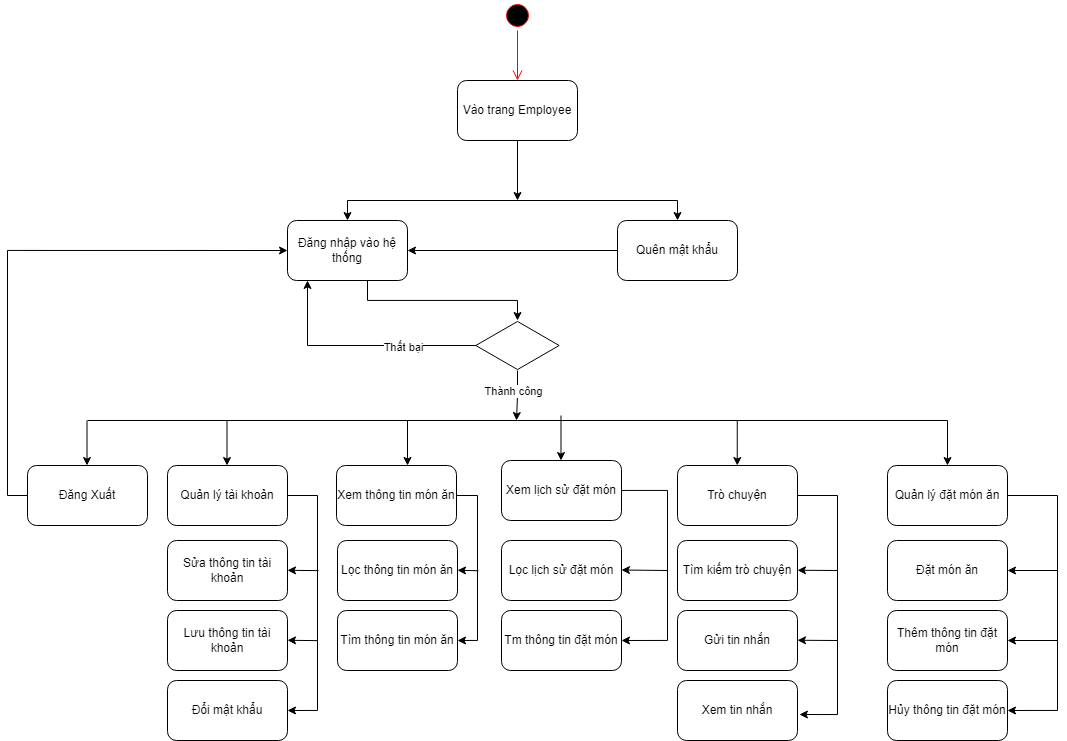 Vào trang Employee
Đăng nhập vào hệ
thống
Quên mật khẩu
Thất bại
Thành công
Đăng Xuất
Quản lý tài khoản
Xem thông tin món ăn
Xem lịch sử đặt món
Trò chuyện
Quản lý đặt món ăn
Sửa thông tin tài
khoản
Lọc thông tin món ăn
Lọc lịch sử đặt món
Tìm kiếm trò chuyện
Đặt món ăn
Lưu thông tin tài
khoản
Tìm thông tin món ăn
Tm thông tin đặt món
Gửi tin nhắn
Thêm thông tin đặt
món
Đổi mật khẩu
Xem tin nhắn
Hủy thông tin đặt món